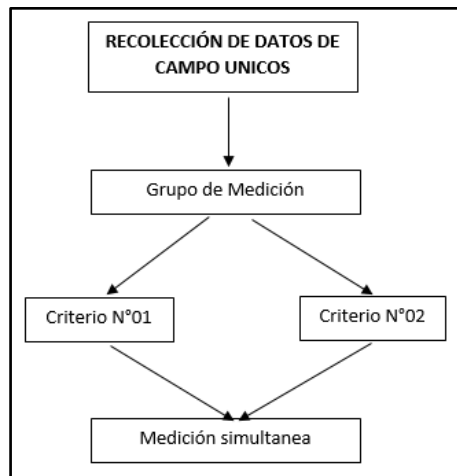 RECOLECCIÓN DE DATOS DE
CAMPO UNICOS
Grupo de Medición
Criterio N°01
Criterio N°02
Medición simultanea